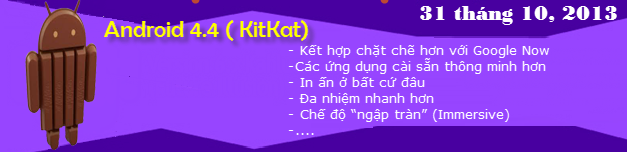 31 tháng 10, 2013
Android 4.4 ( KitKat)
- Kết hợp chặt chẽ hơn với Google Now
-Các ứng dụng cài sẵn thông minh hơn
- In ấn ở bất cứ đâu
- Đa nhiệm nhanh hơn
- Chế độ “ngập tràn” (Immersive)
-....